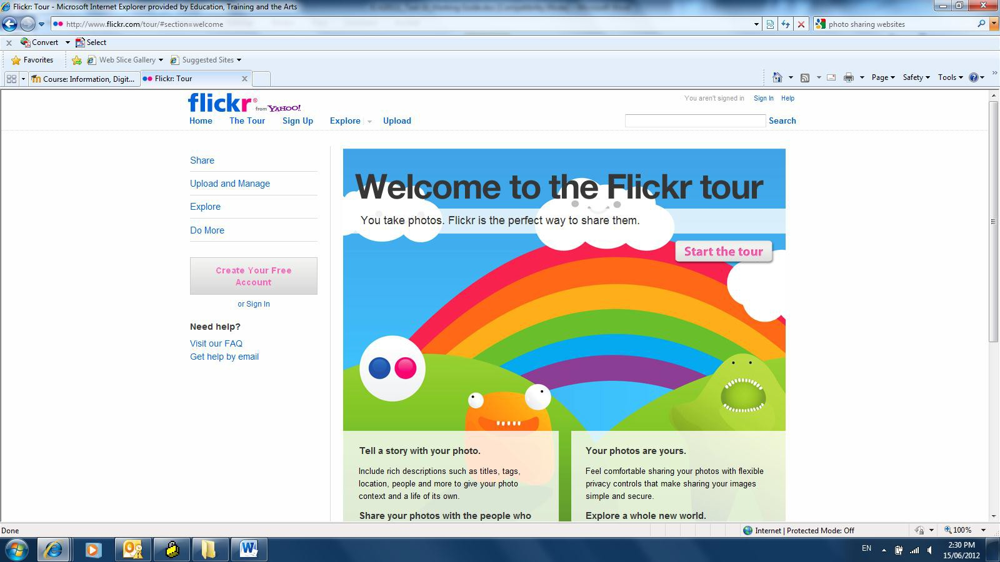 Flickr: Tour - Microsoft Internet Explorer provided by Education, Training and the Arts
http://www.flickr.com/tour/#section=welcome
photo sharing websites
Convert Select
Favorites Web Slice Gallery Suggested Sites
Course: Information, Digit... Flickr: Tour Page Safety Tools
flickr® from YAHOO!
You aren't signed in Sign In Help
Home The Tour Sign Up Explore Upload Search
Share
Upload and Manage
Explore
Do More
Create Your Free
Account
or Sign In
Need help?
Visit our FAQ
Get help by email
Welcome to the Flickr tour
You take photos. Flickr is the perfect way to share them.
Start the tour
Tell a story with your photo.
Include rich descriptions such as titles, tags,
location, people and more to give your photo
context and a life of its own.
Share your photos with the people who
Your photos are yours.
Feel comfortable sharing your photos with flexible
privacy controls that make sharing your images
simple and secure.
Explore a whole new world.
Done Internet | Protected Mode: Off 100%
EN 2:30 PM
15/06/2012